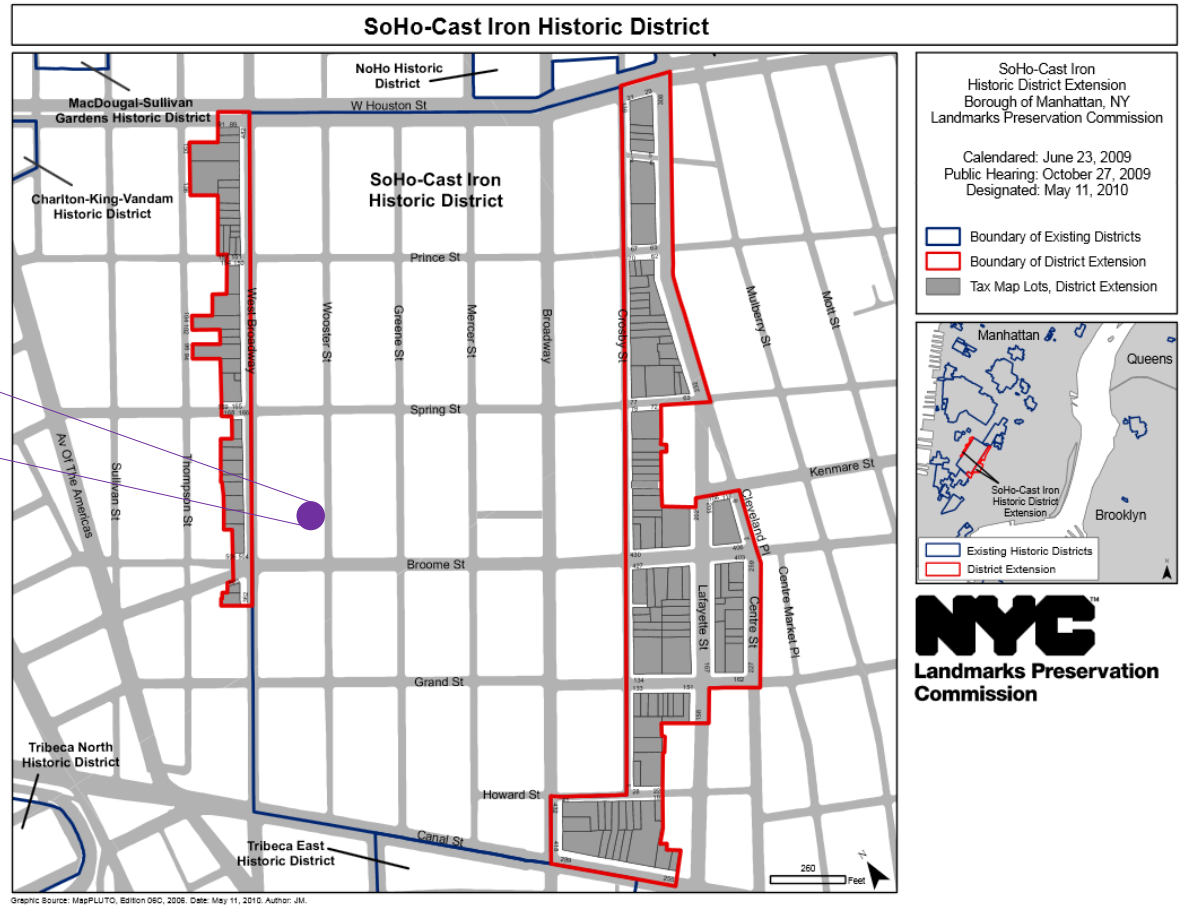 SoHo-Cast Iron Historic District
MacDougal-Sullivan
Gardens Historic District
NoHo Historic
District
W Houston St
Charlton-King-Vandam
Historic District
SoHo-Cast Iron
Historic District
Prince St
West Broadway
Wooster St
Greene St
Mercer St
Broadway
Crosby St
Mulberry St
Mott St
Spring St
Av Of The Americas
Sullivan St
Thompson St
Kenmare St
Cleveland Pl
Broome St
Lafayette St
Centre St
Centre Market Pl
Grand St
Tribeca North
Historic District
Howard St
Canal St
Tribeca East
Historic District
260
Feet
N
SoHo-Cast Iron
Historic District Extension
Borough of Manhattan, NY
Landmarks Preservation Commission
Calendared: June 23, 2009
Public Hearing: October 27, 2009
Designated: May 11, 2010
Boundary of Existing Districts
Boundary of District Extension
Tax Map Lots, District Extension
Manhattan
Queens
SoHo-Cast Iron
Historic District
Extension
Brooklyn
Existing Historic Districts
District Extension
N
NYC™
Landmarks Preservation
Commission
Graphic Source: MapPLUTO, Edition 06C, 2006. Date: May 11, 2010. Author: JM.